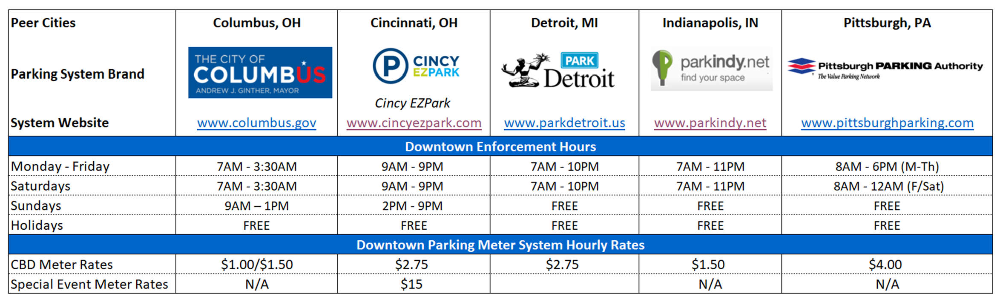 Peer Cities Columbus, OH Cincinnati, OH Detroit, MI Indianapolis, IN Pittsburgh, PA
Parking System Brand
THE CITY OF
COLUMBUS
ANDREW J. GINTHER, MAYOR
P CINCY
EZPARK
Cincy EZPark
PARK
Detroit
parkindy.net
find your space
Pittsburgh PARKING Authority
The Value Parking Network
System Website www.columbus.gov www.cincyezpark.com www.parkdetroit.us www.parkindy.net www.pittsburghparking.com
Downtown Enforcement Hours
Monday - Friday 7AM - 3:30AM 9AM - 9PM 7AM - 10PM 7AM - 11PM 8AM - 6PM (M-Th)
Saturdays 7AM - 3:30AM 9AM - 9PM 7AM - 10PM 7AM - 11PM 8AM - 12AM (F/Sat)
Sundays 9AM – 1PM 2PM - 9PM FREE FREE FREE
Holidays FREE FREE FREE FREE FREE
Downtown Parking Meter System Hourly Rates
CBD Meter Rates $1.00/$1.50 $2.75 $2.75 $1.50 $4.00
Special Event Meter Rates N/A $15 N/A N/A